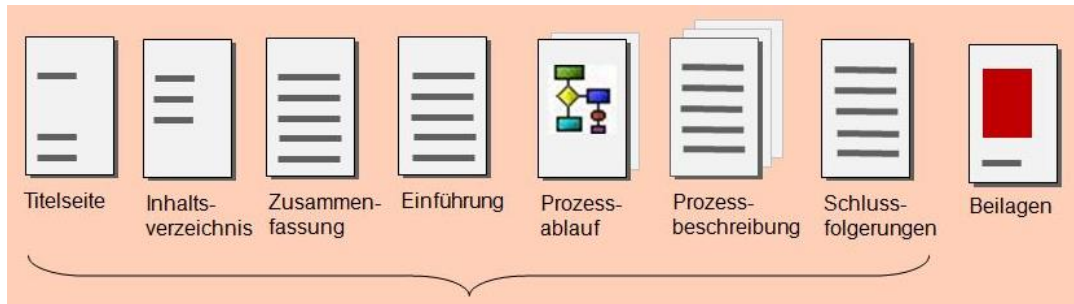 Titelseite
Inhalts-
verzeichnis
Zusammen-
fassung
Einführung
Prozess-
ablauf
Prozess-
beschreibung
Schluss-
folgerungen
Beilagen